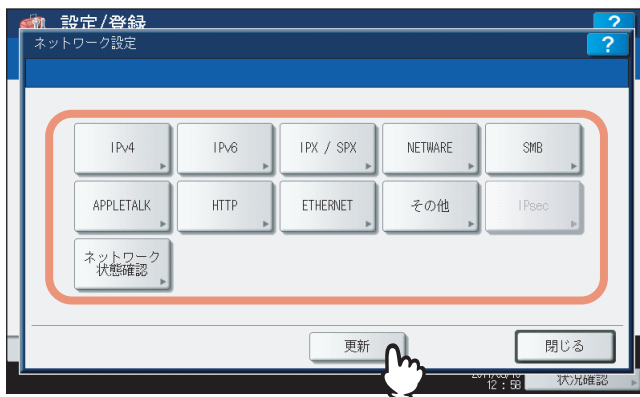 設定/登録
?
ネットワーク設定
?
IPv4
IPv6
IPX / SPX
NETWARE
SMB
APPLETALK
HTTP
ETHERNET
その他
IPsec
ネットワーク
状態確認
更新
閉じる
12:58
状況確認